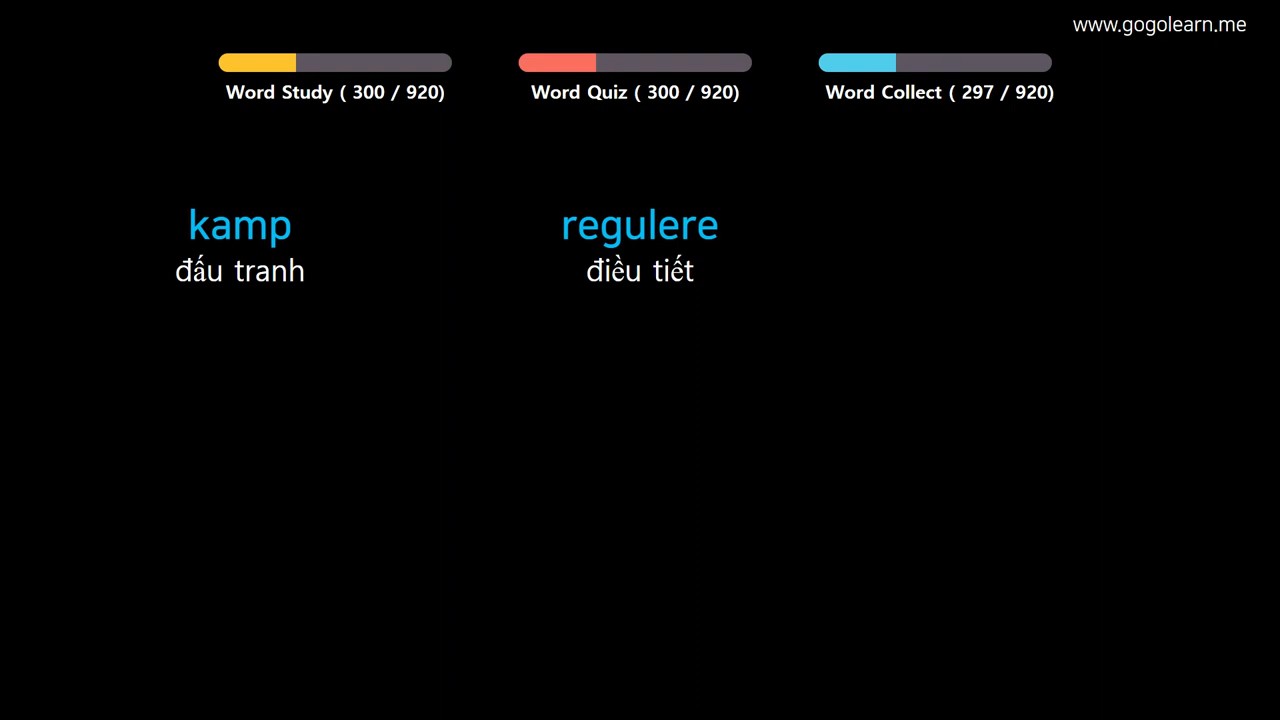 www.gogolearn.me
Word Study ( 300 / 920)
Word Quiz ( 300 / 920)
Word Collect ( 297 / 920)
kamp
đấu tranh
regulere
điều tiết